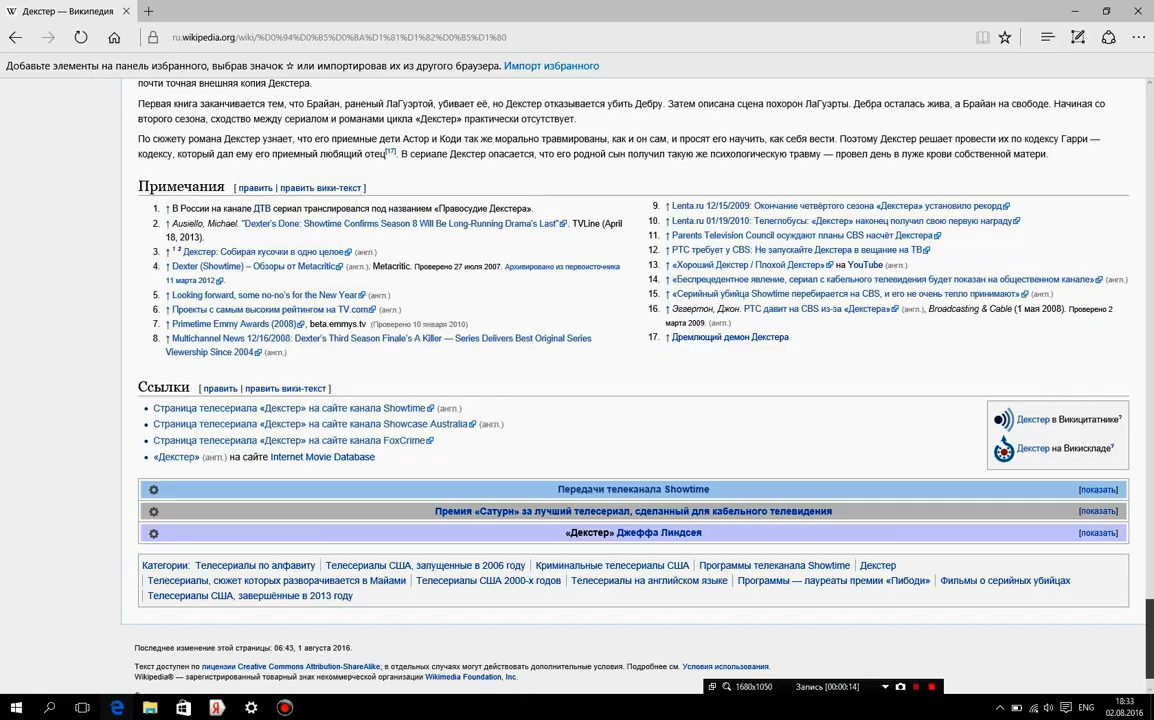 Декстер — Википедия
ru.wikipedia.org/wiki/%D0%94%D0%B5%D0%BA%D1%81%D1%82%D0%B5%D1%80
Добавьте элементы на панель избранного, выбрав значок ☆ или импортировав их из другого браузера. Импорт избранного
почти точная внешняя копия Декстера.
Первая книга заканчивается тем, что Брайан, раненый ЛаГуэртой, убивает её, но Декстер отказывается убить Дебру. Затем описана сцена похорон ЛаГуэрты. Дебра осталась жива, а Брайан на свободе. Начиная со
второго сезона, сходство между сериалом и романами цикла «Декстер» практически отсутствует.
По сюжету романа Декстер узнает, что его приемные дети Астор и Коди так же морально травмированы, как и он сам, и просят его научить, как себя вести. Поэтому Декстер решает провести их по кодексу Гарри —
кодексу, который дал ему его приемный любящий отец[17]. В сериале Декстер опасается, что его родной сын получил такую же психологическую травму — провел день в луже крови собственной матери.
Примечания [ править | править вики-текст ]
1. ↑ В России на канале ДТВ сериал транслировался под названием «Правосудие Декстера».
2. ↑ Ausiello, Michael. "Dexter's Done: Showtime Confirms Season 8 Will Be Long-Running Drama's Last". TVLine (April
18, 2013).
3. ↑ 1 2 Декстер: Собирая кусочки в одно целое (англ.)
4. ↑ Dexter (Showtime) – Обзоры от Metacritic (англ.). Metacritic. Проверено 27 июля 2007. Архивировано из первоисточника
11 марта 2012.
5. ↑ Looking forward, some no-no's for the New Year (англ.)
6. ↑ Проекты с самым высоким рейтингом на TV.com (англ.)
7. ↑ Primetime Emmy Awards (2008), beta.emmys.tv (Проверено 10 января 2010)
8. ↑ Multichannel News 12/16/2008: Dexter's Third Season Finale's A Killer — Series Delivers Best Original Series
Viewership Since 2004 (англ.)
9. ↑ Lenta.ru 12/15/2009: Окончание четвёртого сезона «Декстера» установило рекорд
10. ↑ Lenta.ru 01/19/2010: Телеглобусы: «Декстер» наконец получил свою первую награду
11. ↑ Parents Television Council осуждают планы CBS насчёт Декстера
12. ↑ РТС требует у CBS: Не запускайте Декстера в вещание на ТВ
13. ↑ «Хороший Декстер / Плохой Декстер» на YouTube (англ.)
14. ↑ «Беспрецедентное явление, сериал с кабельного телевидения будет показан на общественном канале» (англ.)
15. ↑ «Серийный убийца Showtime перебирается на CBS, и его не очень тепло принимают» (англ.)
16. ↑ Эггертон, Джон. РТС давит на CBS из-за «Декстера» (англ.), Broadcasting & Cable (1 мая 2008). Проверено 2
марта 2009. (англ.)
17. ↑ Дремлющий демон Декстера
Ссылки [ править | править вики-текст ]
• Страница телесериала «Декстер» на сайте канала Showtime (англ.)
• Страница телесериала «Декстер» на сайте канала Showcase Australia (англ.)
• Страница телесериала «Декстер» на сайте канала FoxCrime
• «Декстер» (англ.) на сайте Internet Movie Database
Декстер в Викицитатнике?
Декстер на Викискладе?
Передачи телеканала Showtime [показать]
Премия «Сатурн» за лучший телесериал, сделанный для кабельного телевидения [показать]
«Декстер» Джеффа Линдсея [показать]
Категории: Телесериалы по алфавиту | Телесериалы США, запущенные в 2006 году | Криминальные телесериалы США | Программы телеканала Showtime | Декстер
| Телесериалы, сюжет которых разворачивается в Майами | Телесериалы США 2000-х годов | Телесериалы на английском языке | Программы — лауреаты премии «Пибоди» | Фильмы о серийных убийцах
| Телесериалы США, завершённые в 2013 году
Последнее изменение этой страницы: 06:43, 1 августа 2016.
Текст доступен по лицензии Creative Commons Attribution-ShareAlike; в отдельных случаях могут действовать дополнительные условия. Подробнее см. Условия использования.
Wikipedia® — зарегистрированный товарный знак некоммерческой организации Wikimedia Foundation, Inc.
1680x1050 Запись [00:00:14]
ENG
18:33
02.08.2016